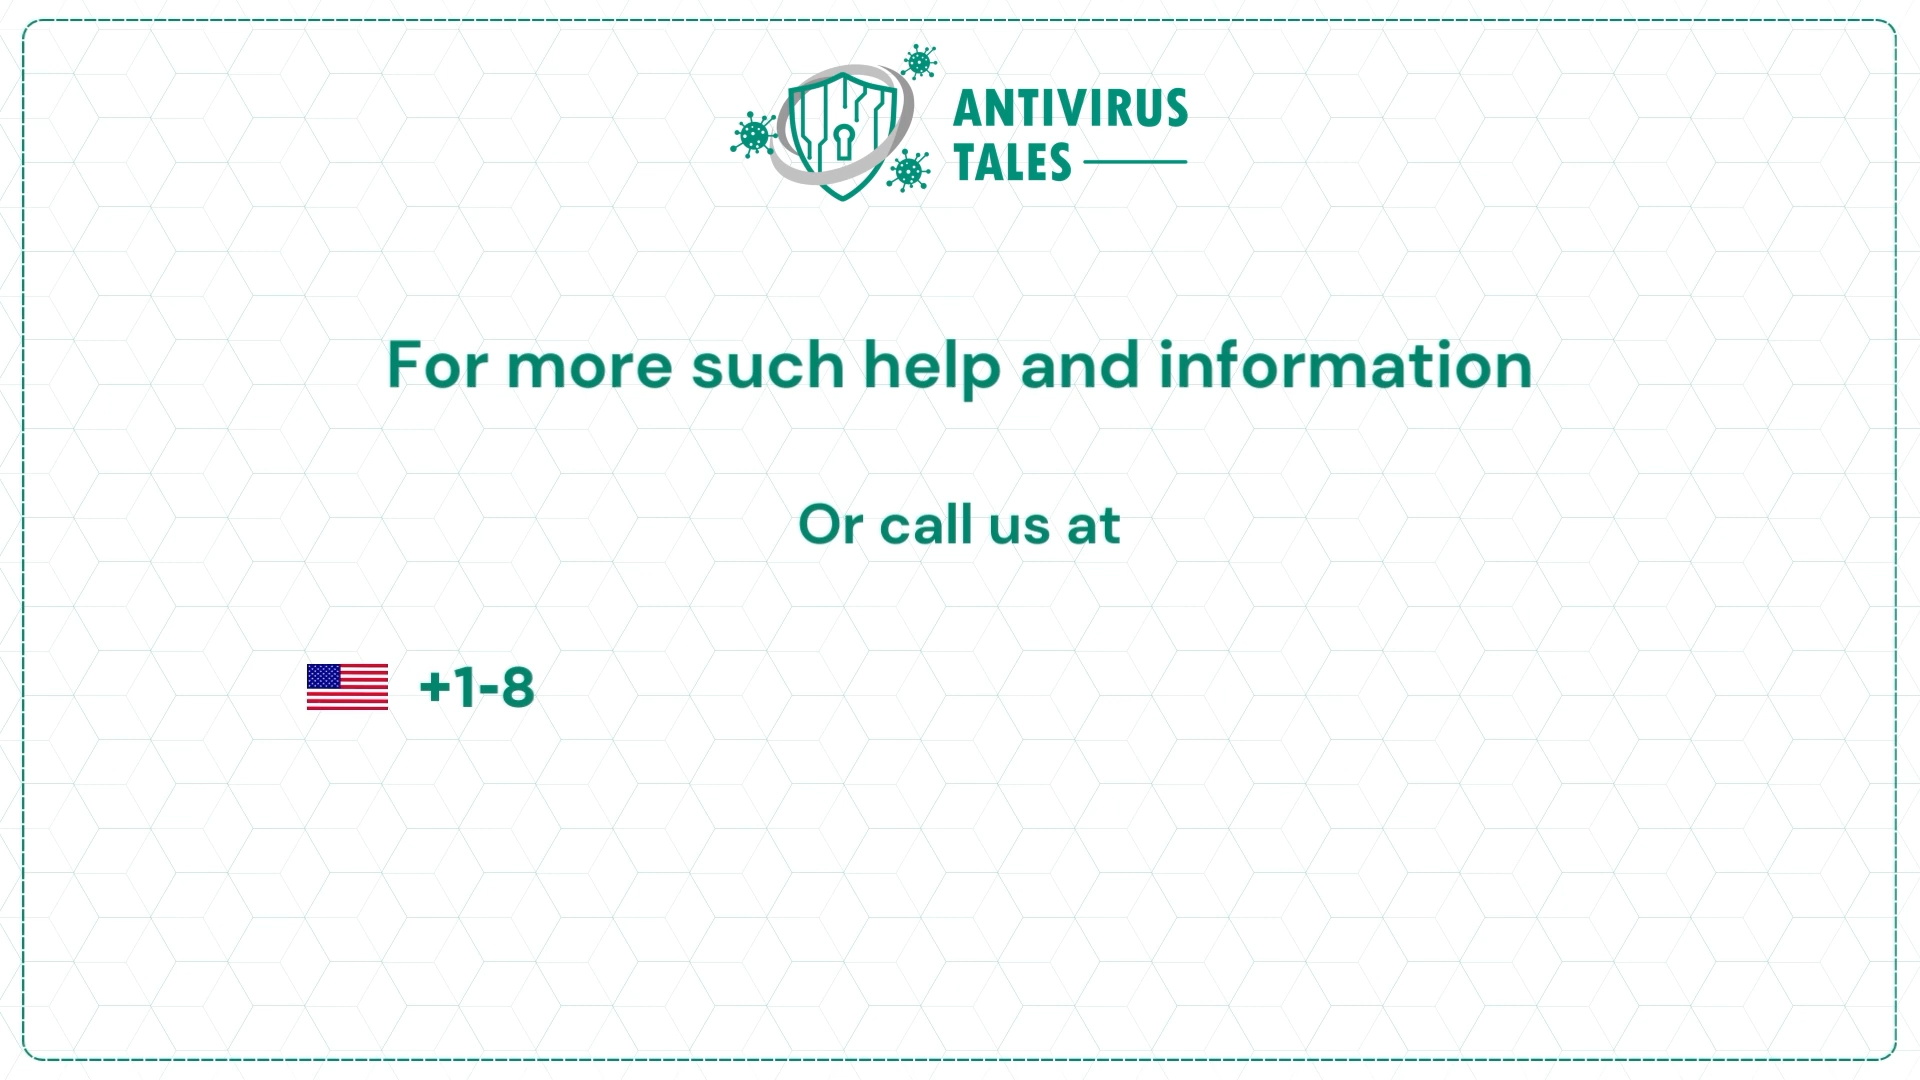 ANTIVIRUS
TALES
For more such help and information
Or call us at
+1-8